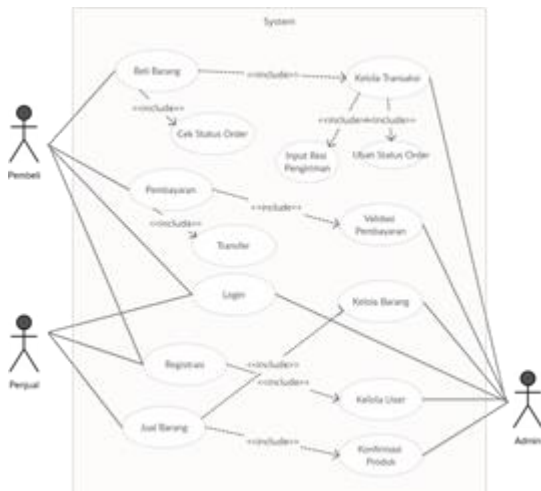 System
Beli Barang
<<include>>
Kelola Transaksi
<<include>>
<<include>>
<<include>>
Cek Status Order
Input Resi
Pengiriman
Ubah Status Order
Pembeli
Pembayaran
<<include>>
<<include>>
Validasi
Pembayaran
Transfer
Login
Kelola Barang
Penjual
Registrasi
<<include>>
<<include>>
Kelola User
Jual Barang
<<include>>
Konfirmasi
Produk
Admin